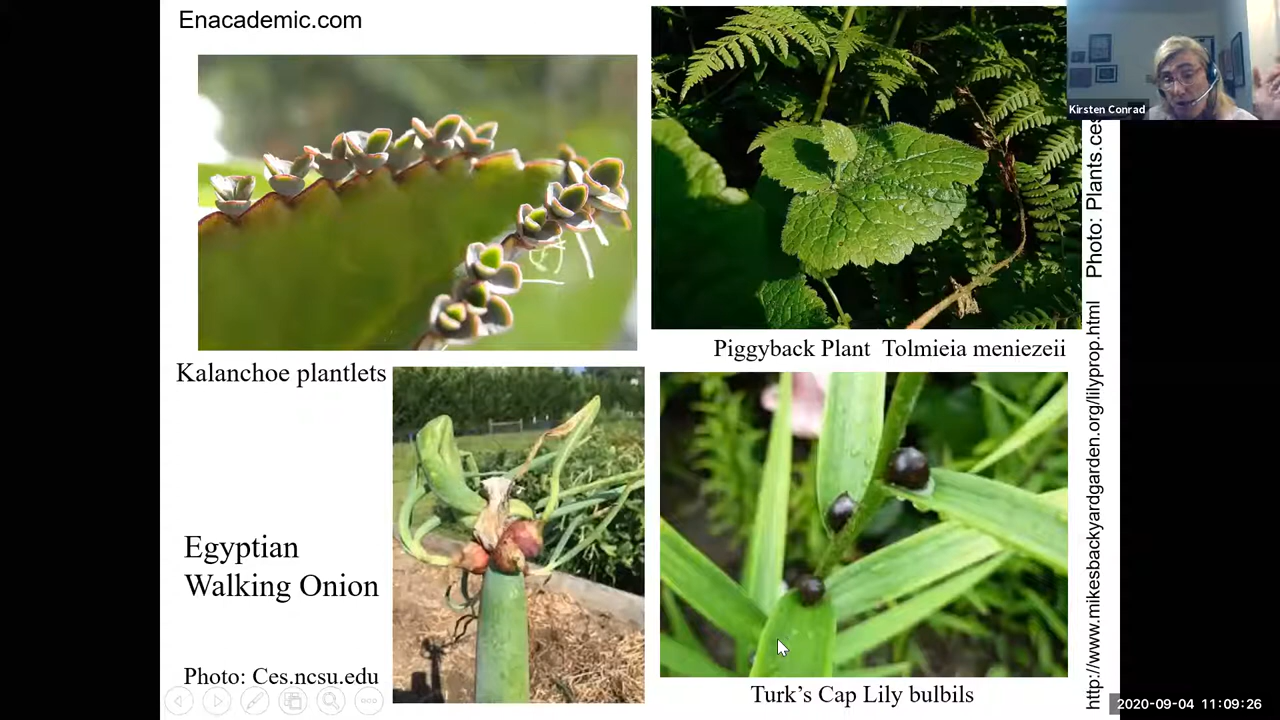 Enacademic.com
Kirsten Conrad
Photo: Plants.ces
Piggyback Plant Tolmieia meniezeii
Kalanchoe plantlets
Egyptian
Walking Onion
http://www.mikesbackyardgarden.org/lilyprop.html
Photo: Ces.ncsu.edu
Turk's Cap Lily bulbils
2020-09-04 11:09:26